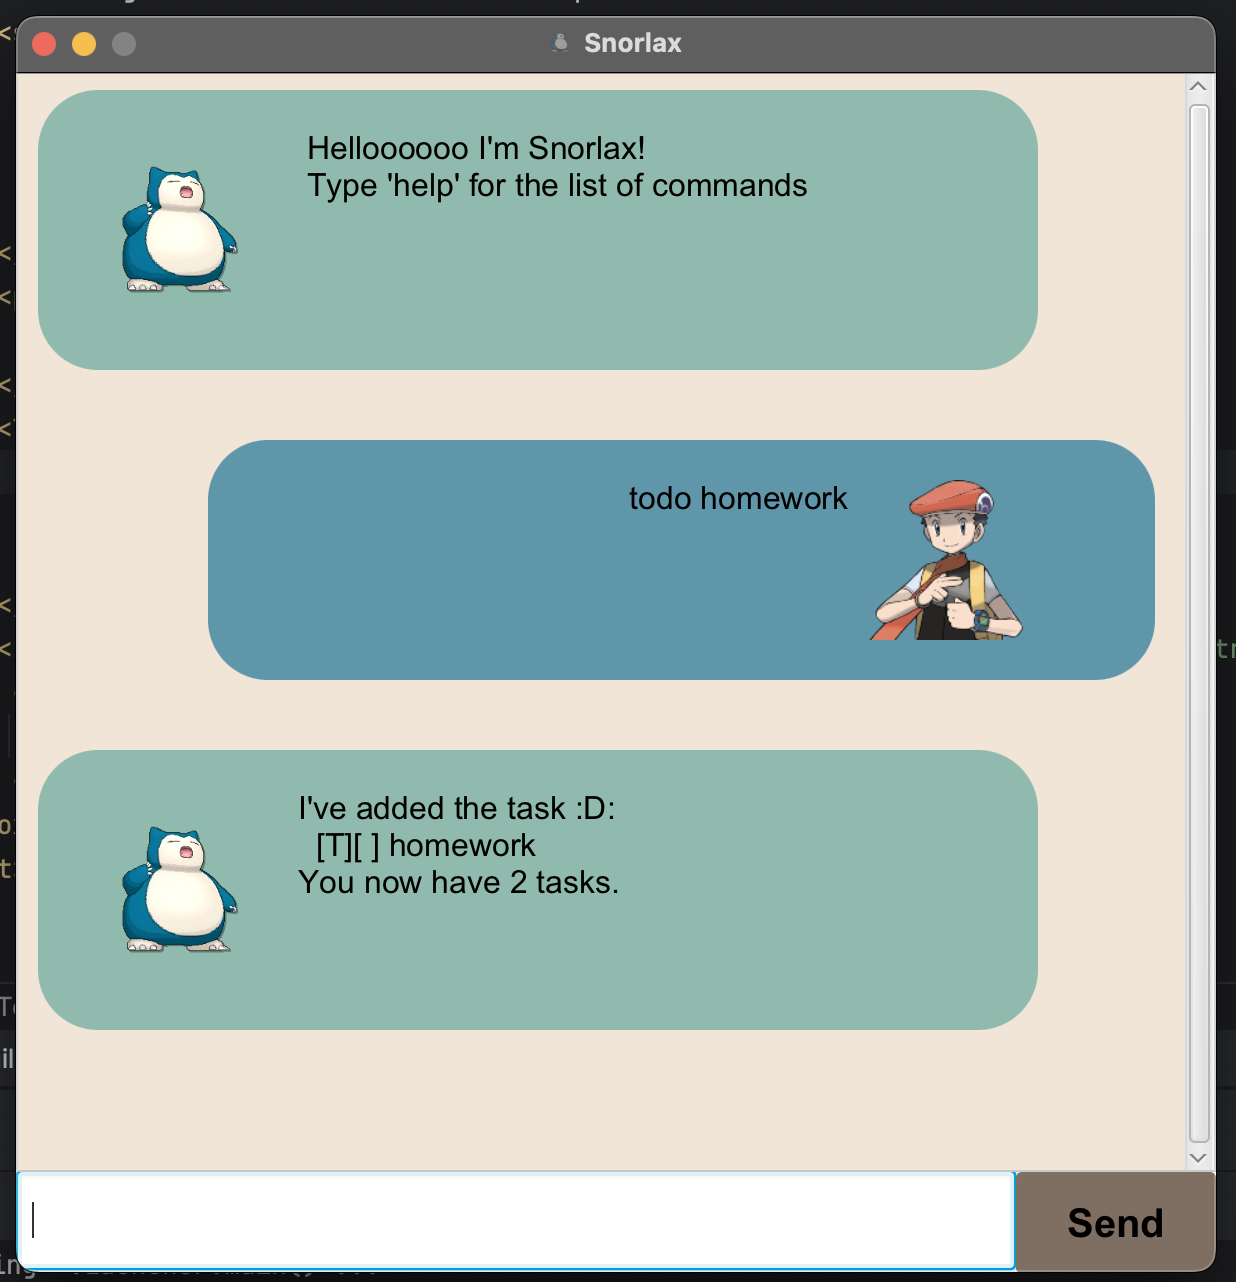 Snorlax
Helloooooo I'm Snorlax!
Type 'help' for the list of commands
todo homework
I've added the task :D:
[T][ ] homework
You now have 2 tasks.
Send